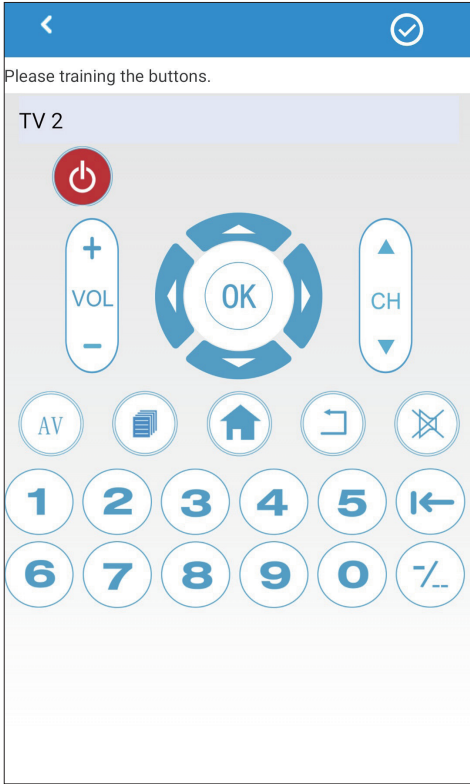 Please training the buttons.
TV 2
+
VOL
−
OK
CH
AV
1 2 3 4 5
6 7 8 9 0 -/--